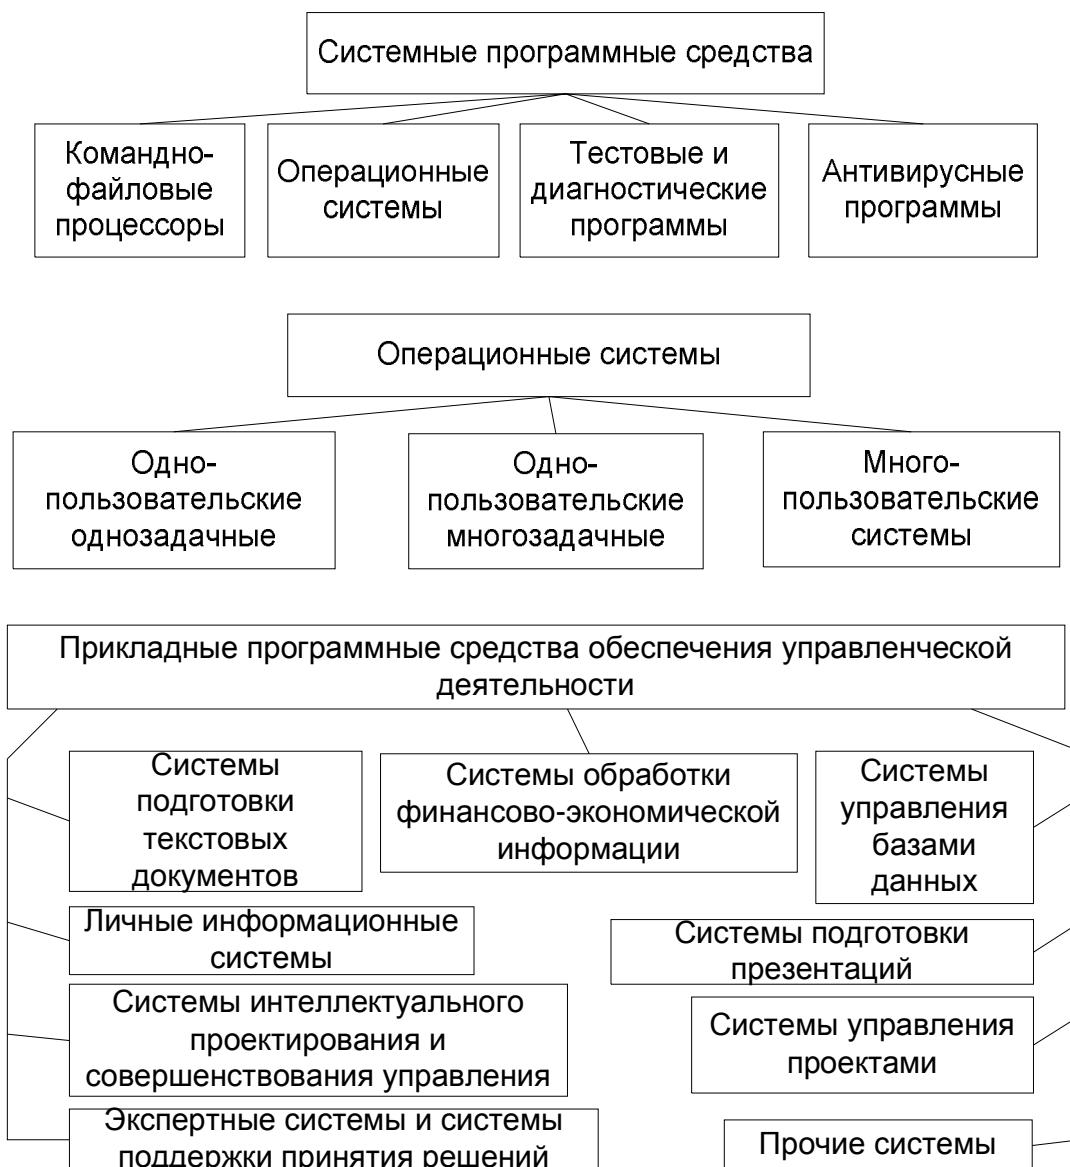 Системные программные средства
Командно-
файловые
процессоры
Операционные
системы
Тестовые и
диагностические
программы
Антивирусные
программы
Операционные системы
Одно-
пользовательские
однозадачные
Одно-
пользовательские
многозадачные
Много-
пользовательские
системы
Прикладные программные средства обеспечения управленческой
деятельности
Системы
подготовки
текстовых
документов
Системы обработки
финансово-экономической
информации
Системы
управления
базами
данных
Личные информационные
системы
Системы подготовки
презентаций
Системы интеллектуального
проектирования и
совершенствования управления
Системы управления
проектами
Экспертные системы и системы
поддержки принятия решений
Прочие системы